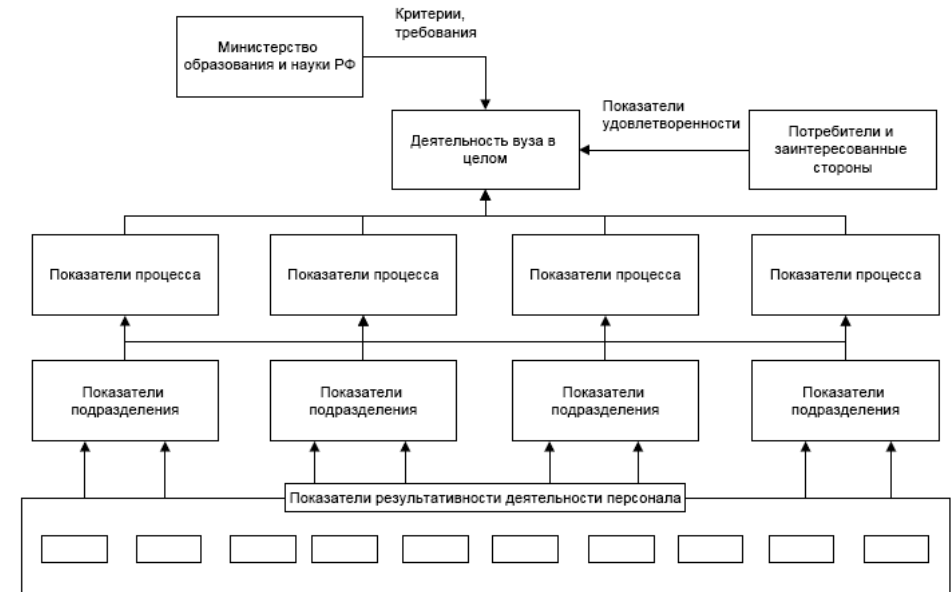 Критерии,
требования
Министерство
образования и науки РФ
Показатели
удовлетворенности
Деятельность вуза в
целом
Потребители и
заинтересованные
стороны
Показатели процесса
Показатели процесса
Показатели процесса
Показатели процесса
Показатели
подразделения
Показатели
подразделения
Показатели
подразделения
Показатели
подразделения
Показатели результативности деятельности персонала